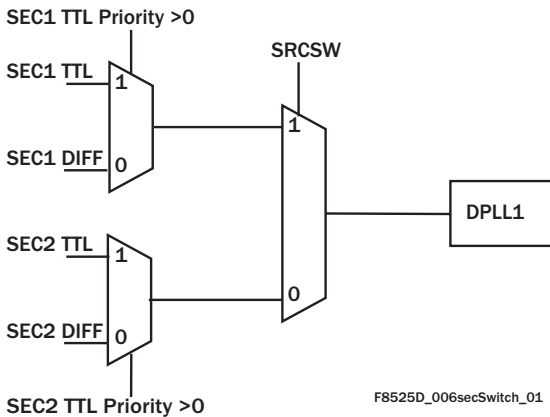 SEC1 TTL Priority >0
SRCSW
SEC1 TTL
1
1
SEC1 DIFF
0
DPLL1
SEC2 TTL
1
0
SEC2 DIFF
0
SEC2 TTL Priority >0
F8525D_006secSwitch_01